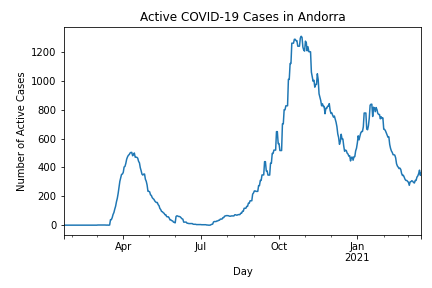 Active COVID-19 Cases in Andorra
Number of Active Cases
1200
1000
800
600
400
200
0
Apr
Jul
Oct
Jan
2021
Day